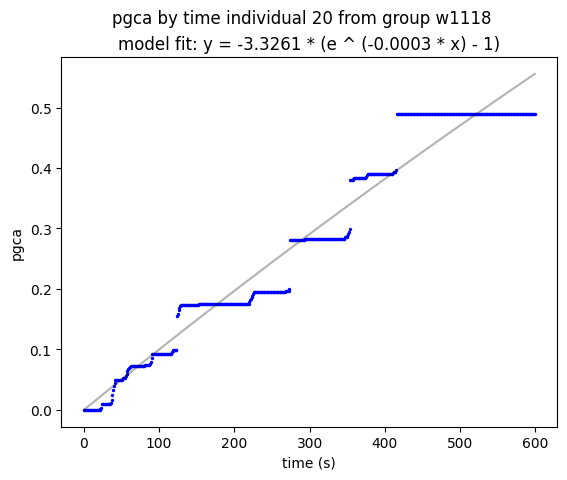 pgca by time individual 20 from group w1118
model fit: y = -3.3261 * (e ^ (-0.0003 * x) - 1)
0.5
0.4
0.3
0.2
0.1
0.0
pgca
0 100 200 300 400 500 600
time (s)